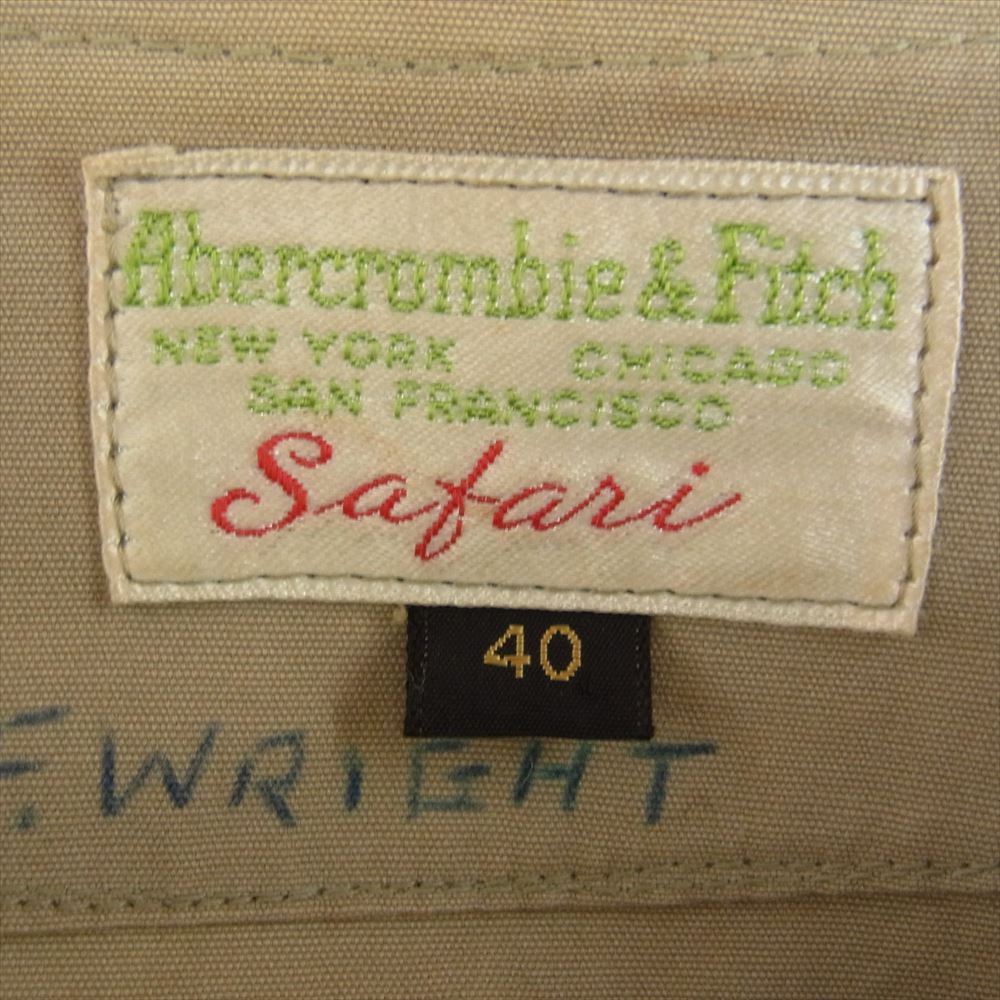 Abercrombie & Fitch
NEW YORK CHICAGO
SAN FRANCISCO
Safari
40
F. WRIGHT